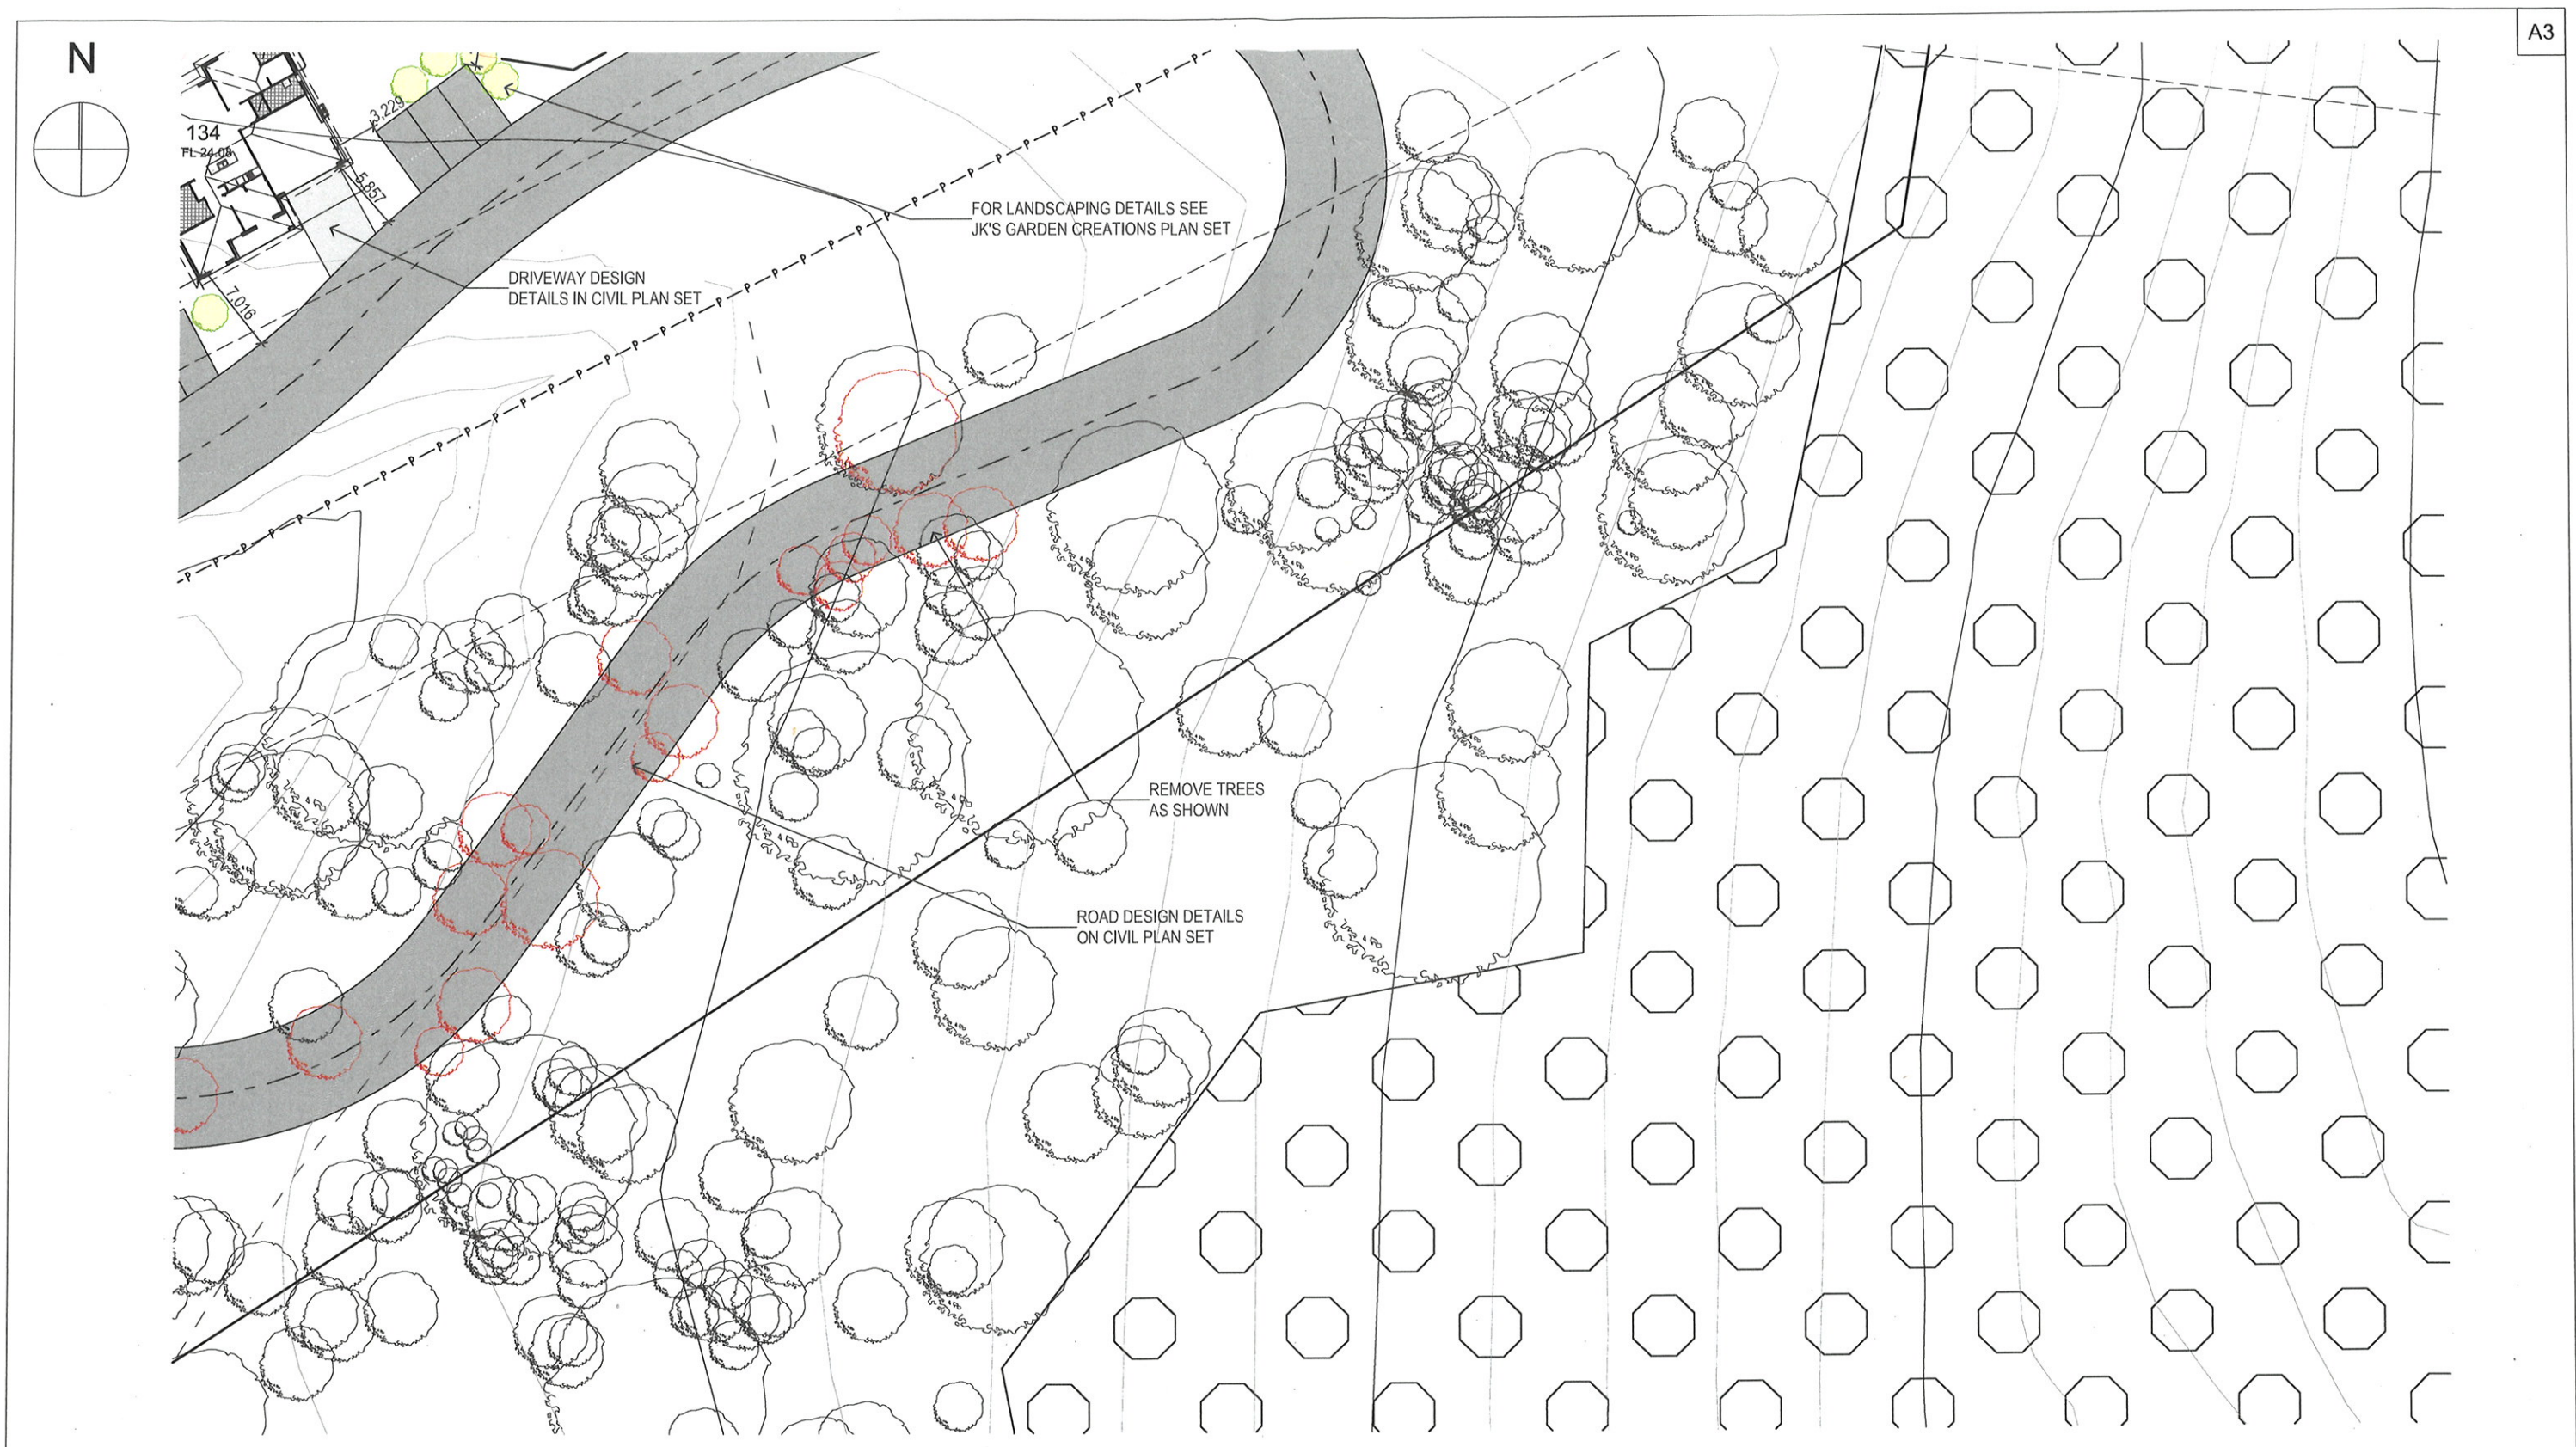 A3
N
3,229
134
FL 24.08
5,857
FOR LANDSCAPING DETAILS SEE
JK'S GARDEN CREATIONS PLAN SET
DRIVEWAY DESIGN
DETAILS IN CIVIL PLAN SET
7,016
REMOVE TREES
AS SHOWN
ROAD DESIGN DETAILS
ON CIVIL PLAN SET